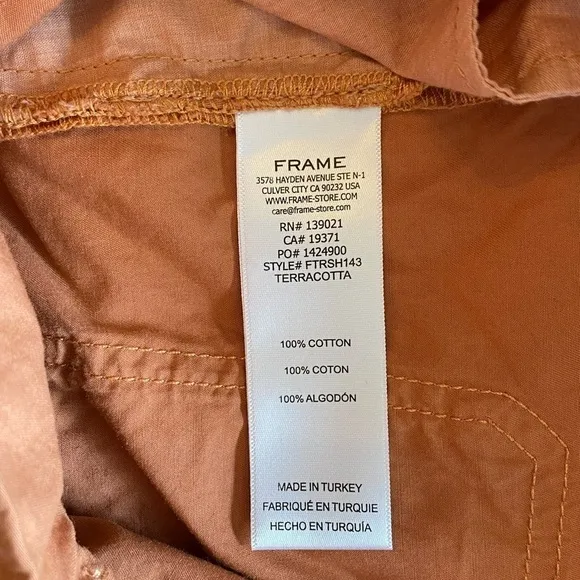 FRAME
3578 HAYDEN AVENUE STE N-1
CULVER CITY CA 90232 USA
WWW.FRAME-STORE.COM
care@frame-store.com
RN# 139021
CA# 19371
PO# 1424900
STYLE# FTRSH143
TERRACOTTA
100% COTTON
100% COTON
100% ALGODÓN
MADE IN TURKEY
FABRIQUÉ EN TURQUIE
HECHO EN TURQUÍA